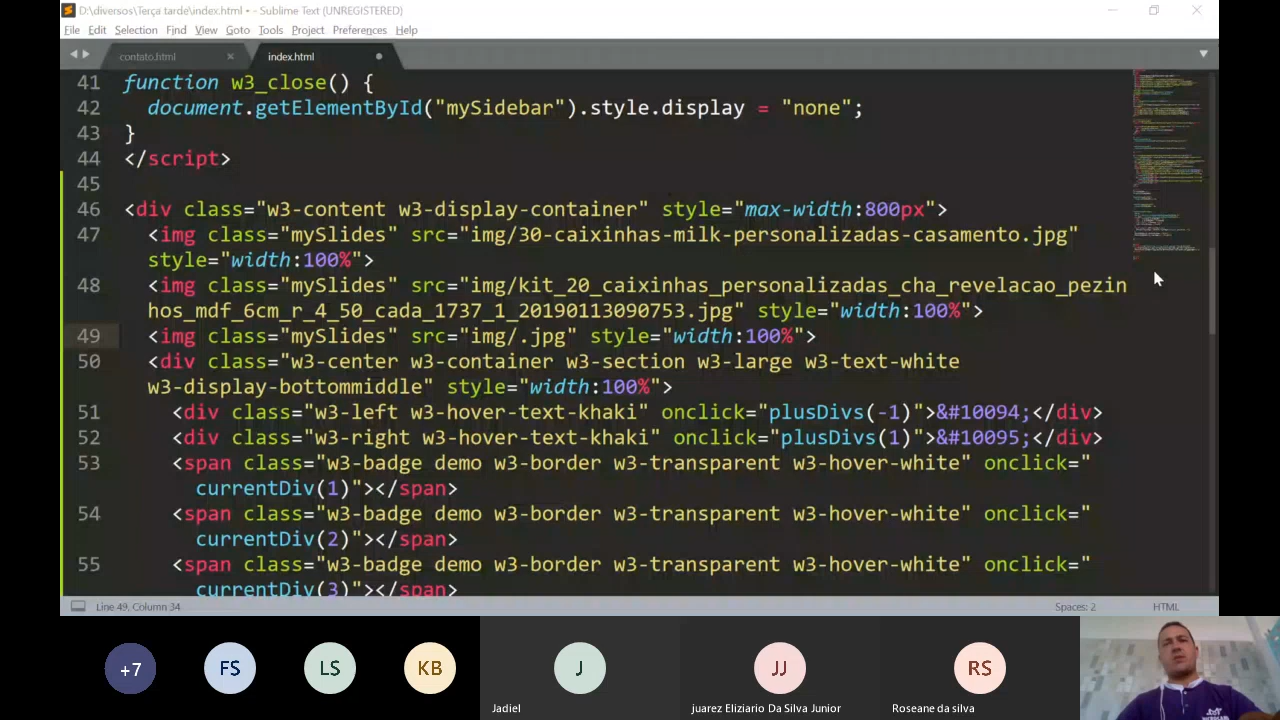 D:\diversos\Terça tarde\index.html • - Sublime Text (UNREGISTERED)
File Edit Selection Find View Goto Tools Project Preferences Help
contato.html index.html
41 function w3_close() {
42 document.getElementById("mySidebar").style.display = "none";
43 }
44 </script>
45
46 <div class="w3-content w3-display-container" style="max-width:800px">
47 <img class="mySlides" src="img/30-caixinhas-milk-personalizadas-casamento.jpg"
style="width:100%">
48 <img class="mySlides" src="img/kit_20_caixinhas_personalizadas_cha_revelacao_pezin
hos_mdf_6cm_r_4_50_cada_1737_1_20190113090753.jpg" style="width:100%">
49 <img class="mySlides" src="img/.jpg" style="width:100%">
50 <div class="w3-center w3-container w3-section w3-large w3-text-white
w3-display-bottommiddle" style="width:100%">
51 <div class="w3-left w3-hover-text-khaki" onclick="plusDivs(-1)">&#10094;</div>
52 <div class="w3-right w3-hover-text-khaki" onclick="plusDivs(1)">&#10095;</div>
53 <span class="w3-badge demo w3-border w3-transparent w3-hover-white" onclick="
currentDiv(1)"></span>
54 <span class="w3-badge demo w3-border w3-transparent w3-hover-white" onclick="
currentDiv(2)"></span>
55 <span class="w3-badge demo w3-border w3-transparent w3-hover-white" onclick="
currentDiv(3)"></span>
Line 49, Column 34 Spaces: 2 HTML
+7 FS LS KB J JJ RS
Jadiel juarez Eliziario Da Silva Junior Roseane da silva